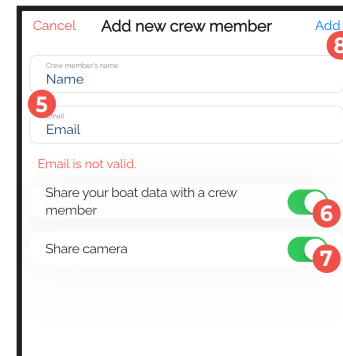 Cancel Add new crew member Add
8
Crew member's name
Name
5
Email
Email
Email is not valid.
Share your boat data with a crew
member
6
Share camera
7